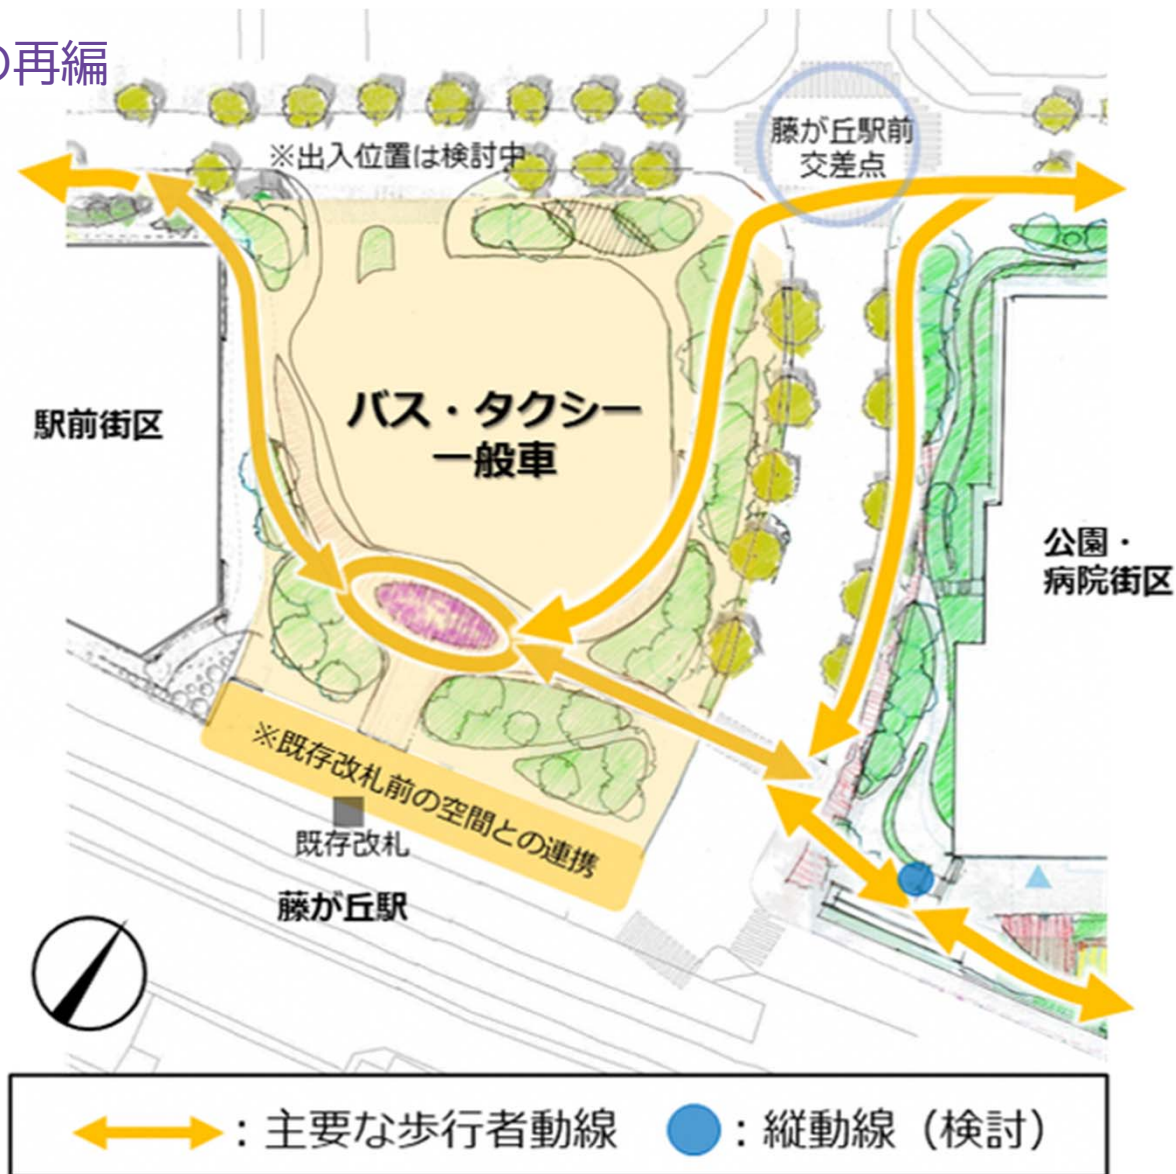 の再編
※出入位置は検討中
藤が丘駅前
交差点
駅前街区
バス・タクシー
一般車
公園・
病院街区
※既存改札前の空間との連携
既存改札
藤が丘駅
：主要な歩行者動線
：縦動線（検討）